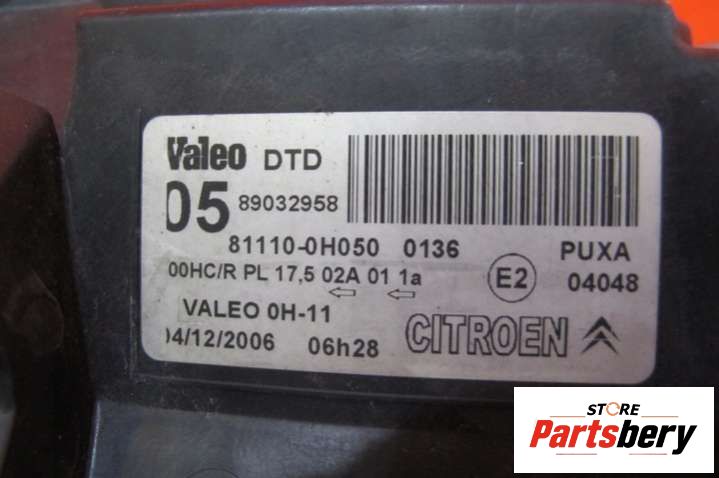 Valeo DTD
05 89032958
81110-0H050 0136 PUXA
00HC/R PL 17,5 02A 01 1a E2 04048
VALEO 0H-11
04/12/2006 06h28 CITROEN
STORE
Partsbery